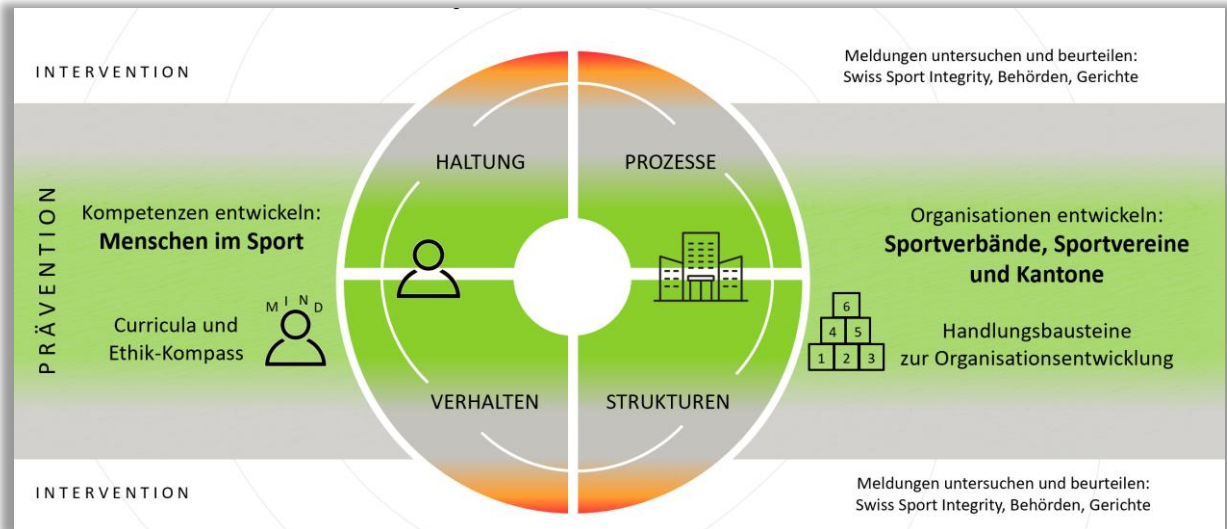 INTERVENTION
Meldungen untersuchen und beurteilen:
Swiss Sport Integrity, Behörden, Gerichte
HALTUNG
PROZESSE
PRÄVENTION
Kompetenzen entwickeln:
Menschen im Sport
Organisationen entwickeln:
Sportverbände, Sportvereine
und Kantone
MIND
Curricula und
Ethik-Kompass
6
4 5
1 2 3
Handlungsbausteine
zur Organisationsentwicklung
VERHALTEN
STRUKTUREN
INTERVENTION
Meldungen untersuchen und beurteilen:
Swiss Sport Integrity, Behörden, Gerichte